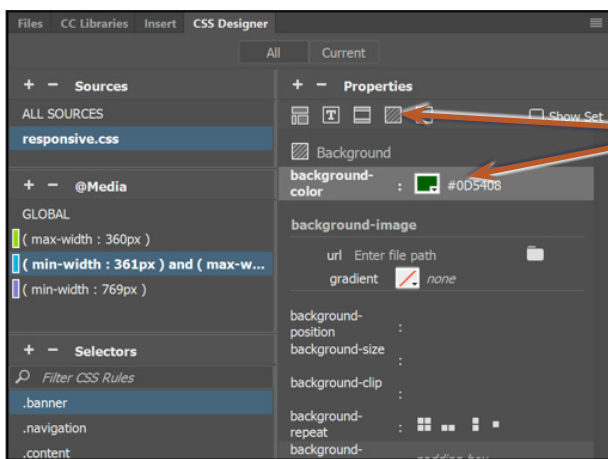 Files CC Libraries Insert CSS Designer
All Current
+ − Sources
ALL SOURCES
responsive.css
+ − @Media
GLOBAL
( max-width : 360px )
( min-width : 361px ) and ( max-w...
( min-width : 769px )
+ − Selectors
Filter CSS Rules
.banner
.navigation
.content
+ − Properties
T Show Set
Background
background-
color : #0D5408
background-image
url Enter file path
gradient none
background-
position :
background-size :
background-clip :
background-
repeat :
background- padding-box